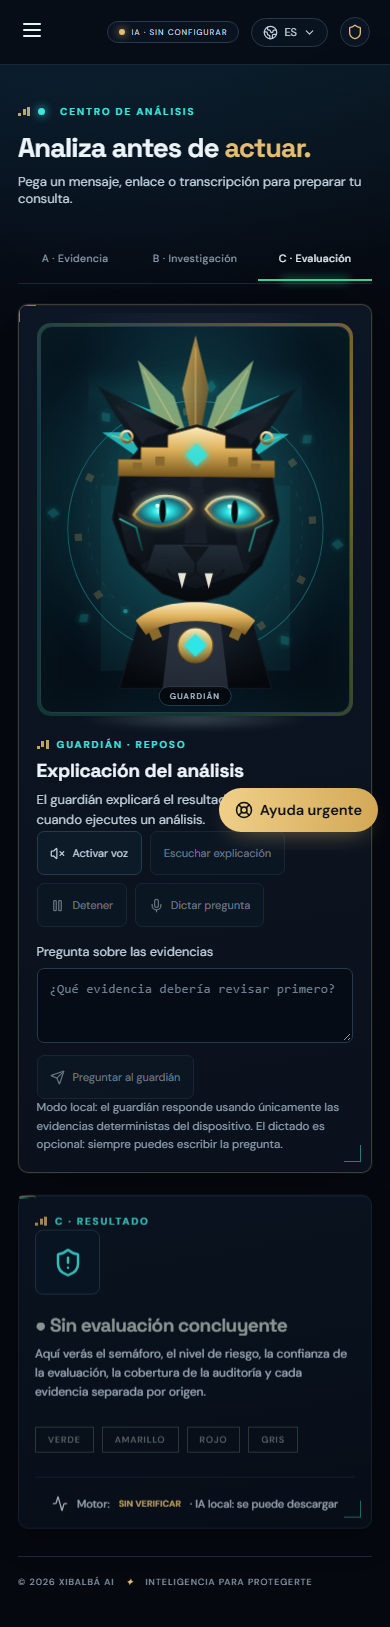 IA · SIN CONFIGURAR
ES
CENTRO DE ANÁLISIS
Analiza antes de actuar.
Pega un mensaje, enlace o transcripción para preparar tu
consulta.
A · Evidencia
B · Investigación
C · Evaluación
GUARDIÁN
GUARDIÁN · REPOSO
Explicación del análisis
El guardián explicará el
cuando ejecutes un análisis.
Ayuda urgente
Activar voz
Escuchar explicación
Detener
Dictar pregunta
Pregunta sobre las evidencias
¿Qué evidencia debería revisar primero?
Preguntar al guardián
Modo local: el guardián responde usando únicamente las
evidencias deterministas del dispositivo. El dictado es
opcional: siempre puedes escribir la pregunta.
C · RESULTADO
● Sin evaluación concluyente
Aquí verás el semáforo, el nivel de riesgo, la confianza de
la evaluación, la cobertura de la auditoría y cada
evidencia separada por origen.
VERDE
AMARILLO
ROJO
GRIS
Motor: SIN VERIFICAR · IA local: se puede descargar
© 2026 XIBALBÁ AI ✦ INTELIGENCIA PARA PROTEGERTE